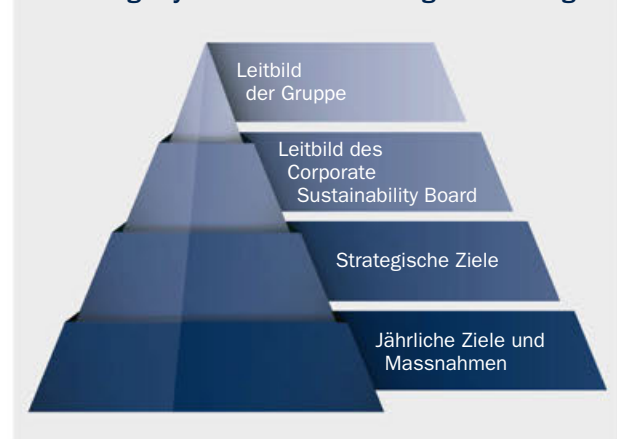 Leitbild
der Gruppe
Leitbild des
Corporate
Sustainability Board
Strategische Ziele
Jährliche Ziele und
Massnahmen